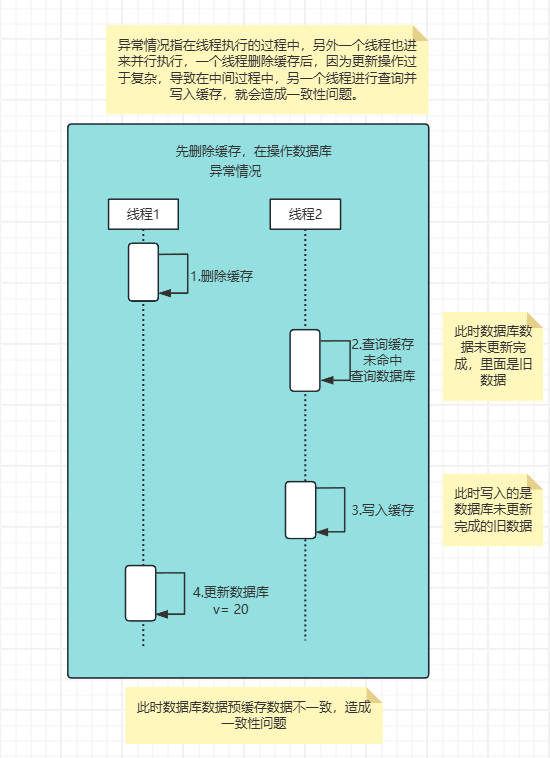 异常情况指在线程执行的过程中，另外一个线程也进
来并行执行，一个线程删除缓存后，因为更新操作过
于复杂，导致在中间过程中，另一个线程进行查询并
写入缓存，就会造成一致性问题。
先删除缓存，在操作数据库
异常情况
线程1
线程2
1.删除缓存
2.查询缓存
未命中
查询数据库
此时数据库数
据未更新完
成，里面是旧
数据
3.写入缓存
此时写入的是
数据库未更新
完成的旧数据
4.更新数据库
v= 20
此时数据库数据预缓存数据不一致，造成
一致性问题